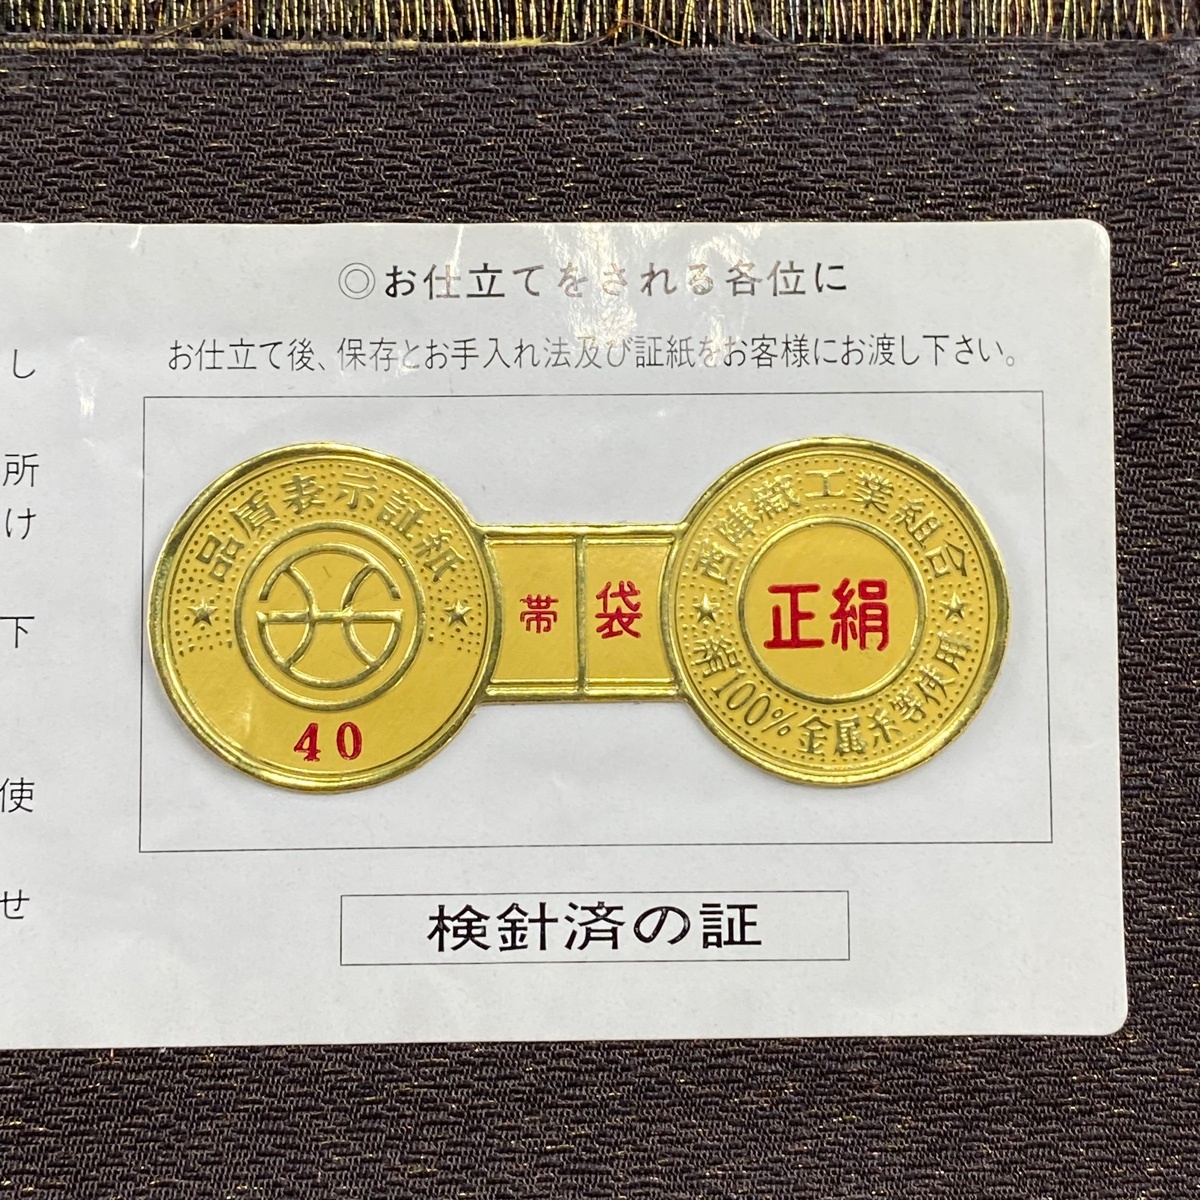 ◎お仕立てをされる各位に
お仕立て後、保存とお手入れ法及び証紙をお客様にお渡し下さい。
し
所
け
下
使
せ
品質表示証紙
40
帯
袋
西陣織工業組合
正絹
絹100%金属糸等使用
検針済の証